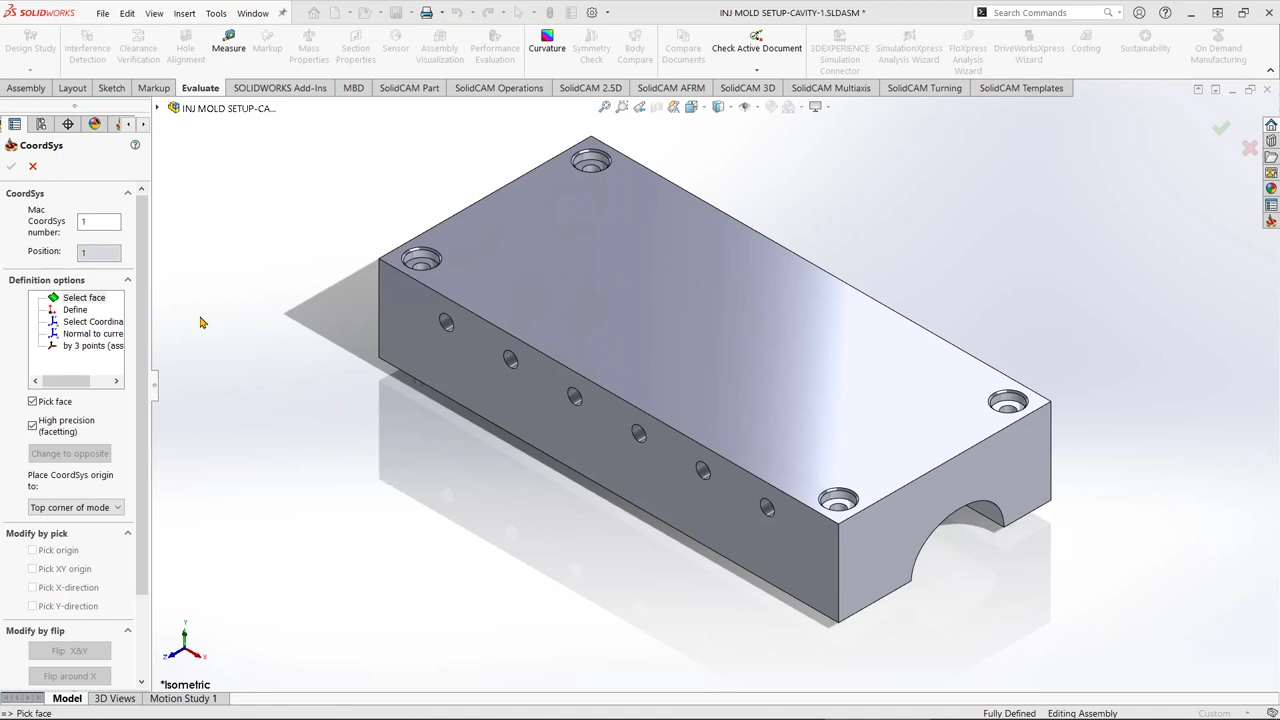 SOLIDWORKS File Edit View Insert Tools Window INJ MOLD SETUP-CAVITY-1.SLDASM * Search Commands
Design Study Interference Detection Clearance Verification Hole Alignment Measure Markup Mass Properties Section Properties Sensor Assembly Visualization Performance Evaluation Curvature Symmetry Check Body Compare Compare Documents Check Active Document 3DEXPERIENCE Simulation Connector SimulationXpress Analysis Wizard FloXpress Analysis Wizard DriveWorksXpress Wizard Costing Sustainability On Demand Manufacturing
Assembly Layout Sketch Markup Evaluate SOLIDWORKS Add-Ins MBD SolidCAM Part SolidCAM Operations SolidCAM 2.5D SolidCAM AFRM SolidCAM 3D SolidCAM Multiaxis SolidCAM Turning SolidCAM Templates
INJ MOLD SETUP-CA...
CoordSys
CoordSys
Mac
CoordSys
number:
1
Position:
1
Definition options
Select face
Define
Select Coordina
Normal to curre
by 3 points (ass
Pick face
High precision
(facetting)
Change to opposite
Place CoordSys origin
to:
Top corner of mode
Modify by pick
Pick origin
Pick XY origin
Pick X-direction
Pick Y-direction
Modify by flip
Flip X&Y
Flip around X
Y
Z X
*Isometric
Model 3D Views Motion Study 1
=> Pick face Fully Defined Editing Assembly Custom